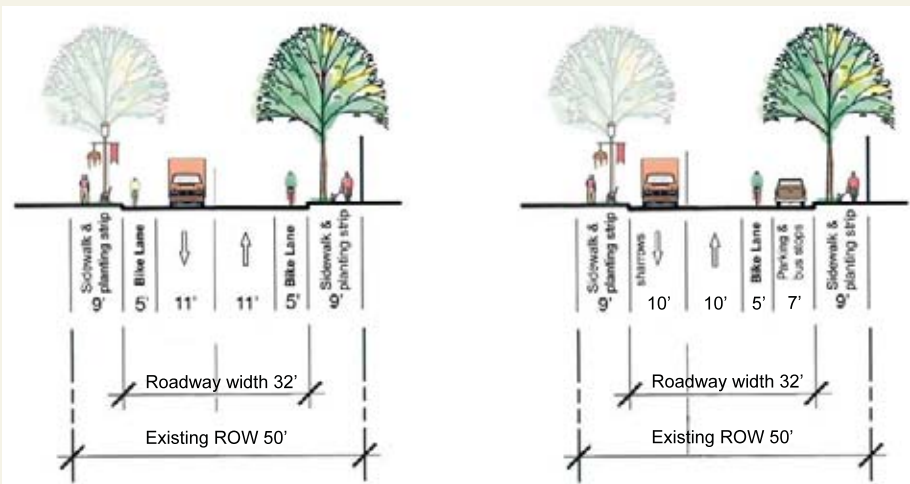 Sidewalk &
planting strip
9'
Bike Lane
5'
11'
11'
Bike Lane
5'
Sidewalk &
planting strip
9'
Roadway width 32’
Existing ROW 50’
Sidewalk &
planting strip
9'
sharrows
10’
10’
Bike Lane
5’
Parking &
bus stops
7’
Sidewalk &
planting strip
9'
Roadway width 32’
Existing ROW 50’